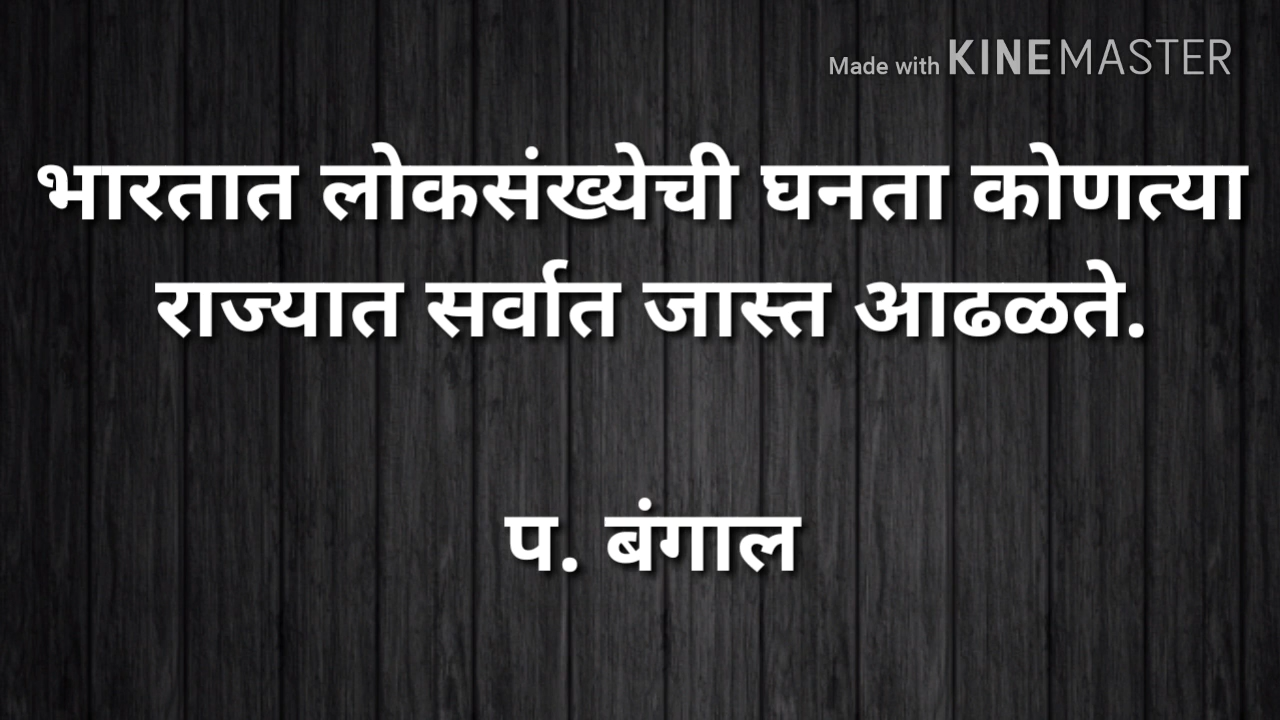 Made with KINEMASTER
भारतात लोकसंख्येची घनता कोणत्या
राज्यात सर्वात जास्त आढळते.
प. बंगाल